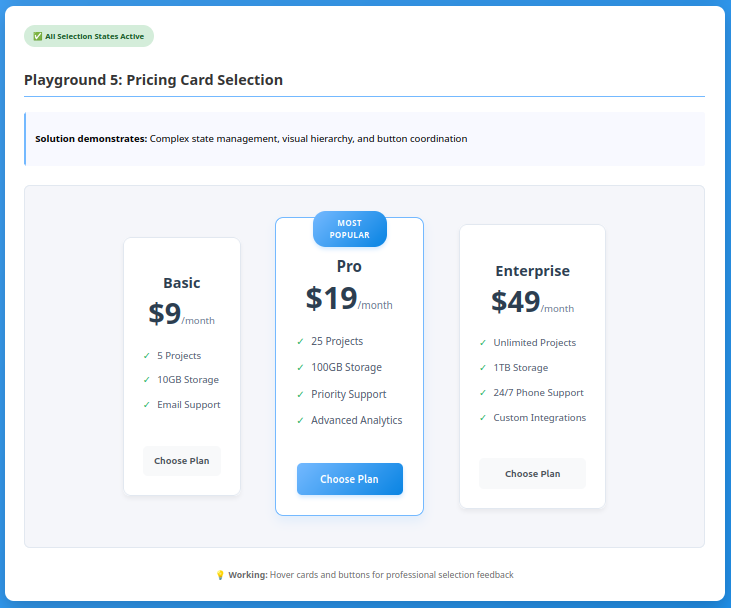 ✅ All Selection States Active
Playground 5: Pricing Card Selection
Solution demonstrates: Complex state management, visual hierarchy, and button coordination
Basic
$9/month
✓ 5 Projects
✓ 10GB Storage
✓ Email Support
Choose Plan
MOST
POPULAR
Pro
$19/month
✓ 25 Projects
✓ 100GB Storage
✓ Priority Support
✓ Advanced Analytics
Choose Plan
Enterprise
$49/month
✓ Unlimited Projects
✓ 1TB Storage
✓ 24/7 Phone Support
✓ Custom Integrations
Choose Plan
💡 Working: Hover cards and buttons for professional selection feedback